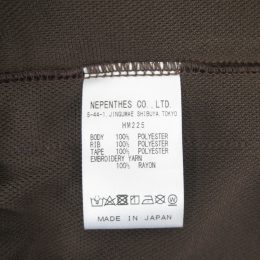 NEPENTHES CO., LTD.
5-44-1, JINGUMAE SHIBUYA, TOKYO
HM225
BODY 100% POLYESTER
RIB 100% POLYESTER
TAPE 100% POLYESTER
EMBROIDERY YARN
100% RAYON
MADE IN JAPAN